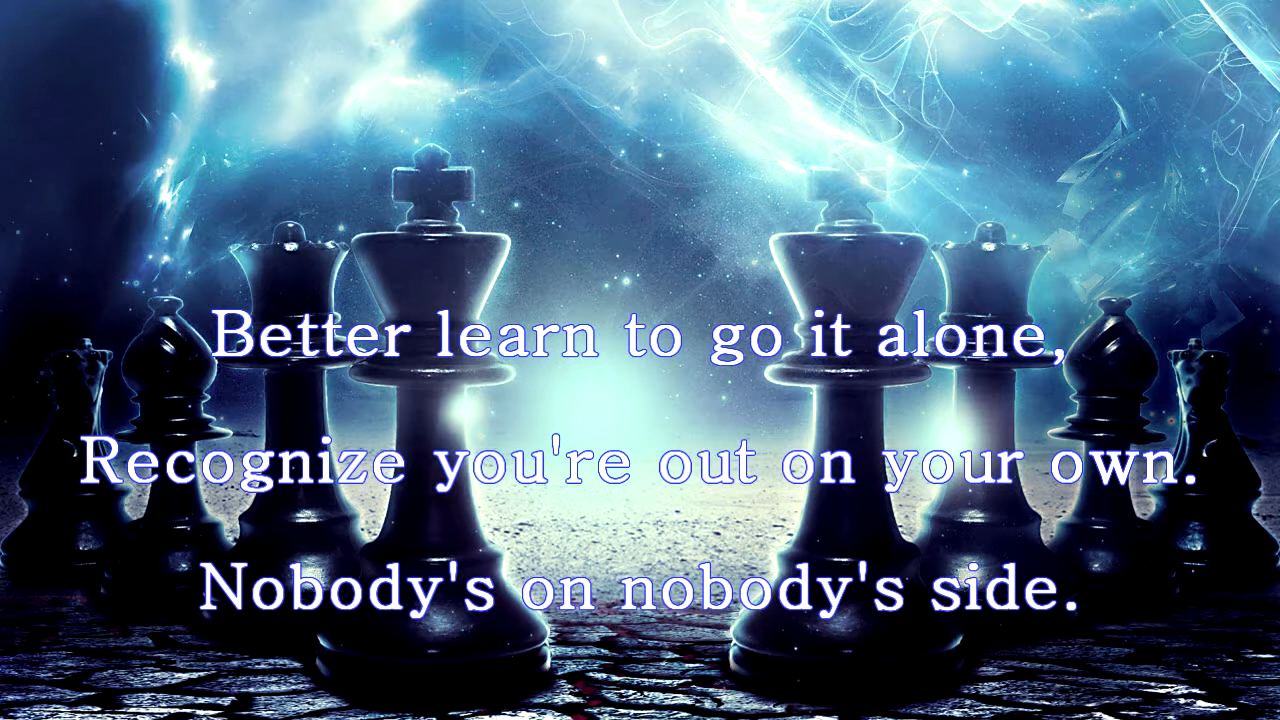 Better learn to go it alone,
Recognize you're out on your own.
Nobody's on nobody's side.